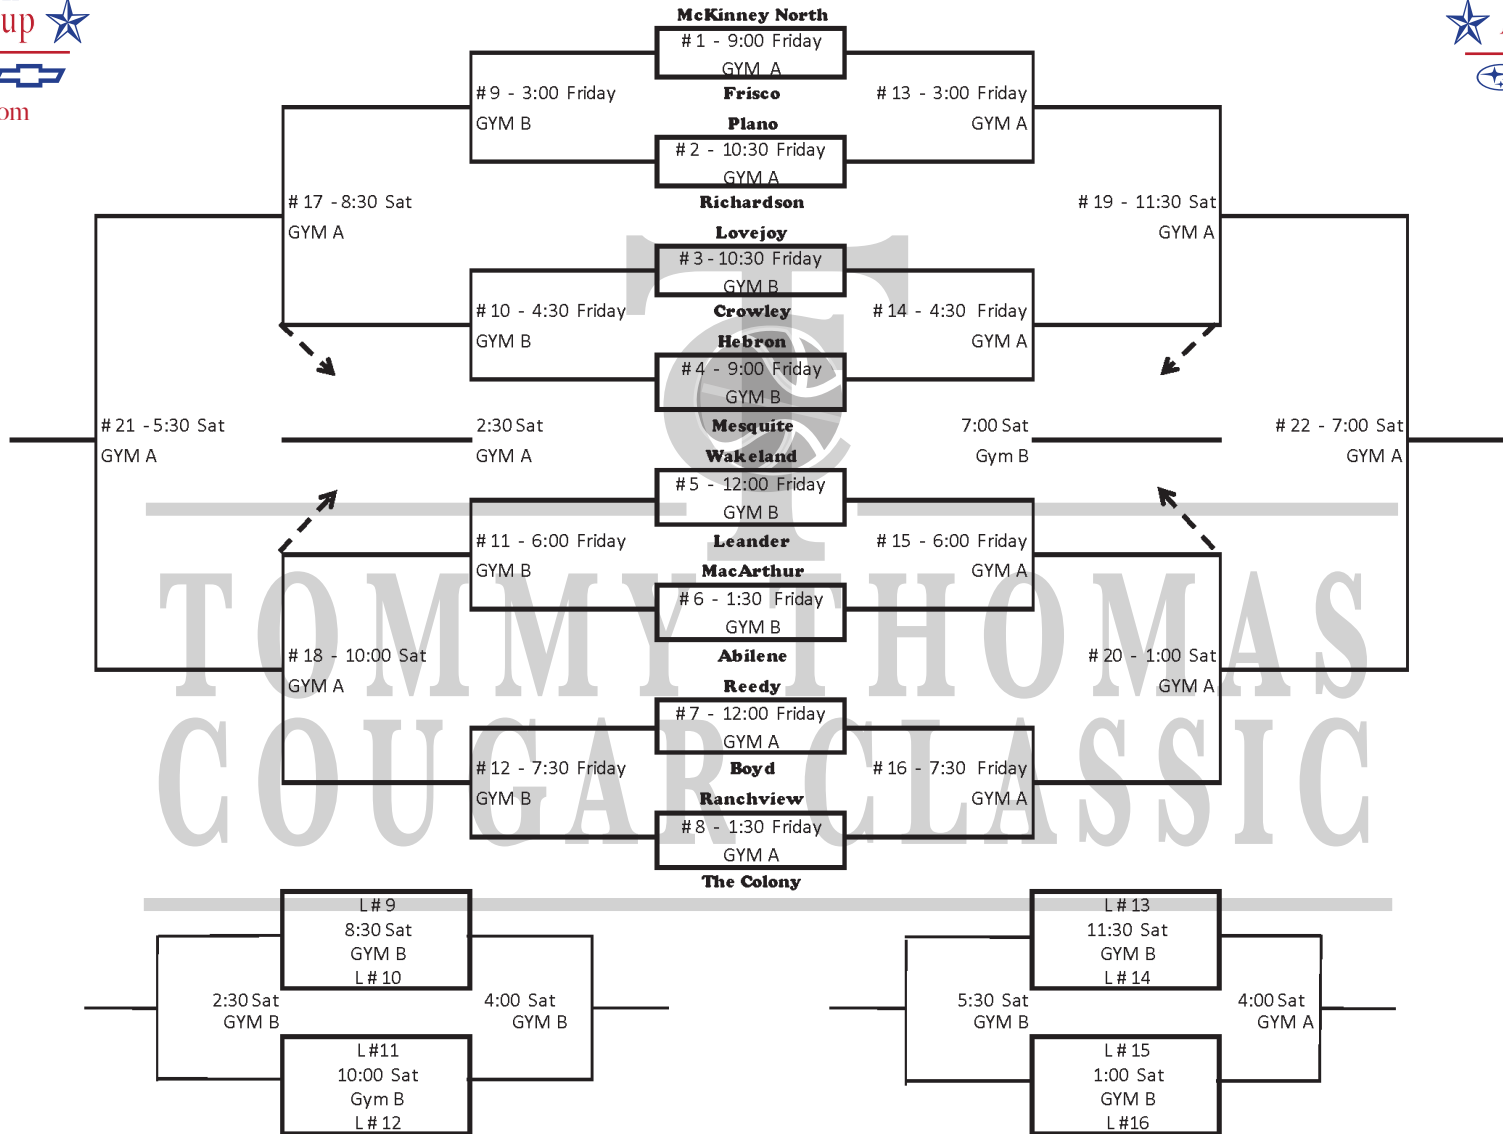 up
om
McKinney North
# 1 - 9:00 Friday
GYM A
Frisco
# 9 - 3:00 Friday
GYM B
# 13 - 3:00 Friday
GYM A
Plano
# 2 - 10:30 Friday
GYM A
Richardson
# 17 - 8:30 Sat
GYM A
# 19 - 11:30 Sat
GYM A
Lovejoy
# 3 - 10:30 Friday
GYM B
Crowley
# 10 - 4:30 Friday
GYM B
# 14 - 4:30 Friday
GYM A
Hebron
# 4 - 9:00 Friday
GYM B
Mesquite
# 21 - 5:30 Sat
GYM A
2:30 Sat
GYM A
7:00 Sat
Gym B
# 22 - 7:00 Sat
GYM A
Wakeland
# 5 - 12:00 Friday
GYM B
Leander
# 11 - 6:00 Friday
GYM B
# 15 - 6:00 Friday
GYM A
MacArthur
# 6 - 1:30 Friday
GYM B
Abilene
# 18 - 10:00 Sat
GYM A
# 20 - 1:00 Sat
GYM A
TOMMY THOMAS
COUGAR CLASSIC
Reedy
# 7 - 12:00 Friday
GYM A
Boyd
# 12 - 7:30 Friday
GYM B
# 16 - 7:30 Friday
GYM A
Ranchview
# 8 - 1:30 Friday
GYM A
The Colony
L # 9
8:30 Sat
GYM B
L # 10
2:30 Sat
GYM B
4:00 Sat
GYM B
L #11
10:00 Sat
Gym B
L # 12
L # 13
11:30 Sat
GYM B
L # 14
5:30 Sat
GYM B
4:00 Sat
GYM A
L # 15
1:00 Sat
GYM B
L #16